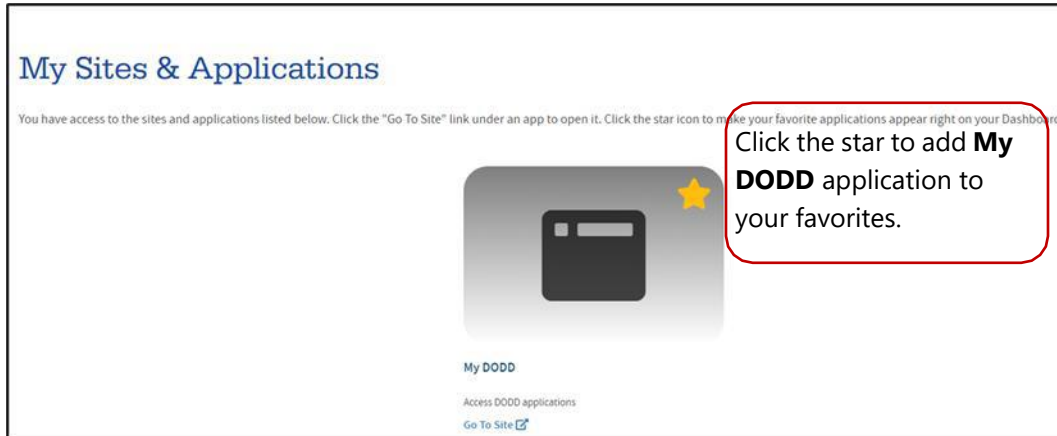 My Sites & Applications
You have access to the sites and applications listed below. Click the "Go To Site" link under an app to open it. Click the star icon to make your favorite applications appear right on your Dashboard
Click the star to add My
DODD application to
your favorites.
My DODD
Access DODD applications
Go To Site